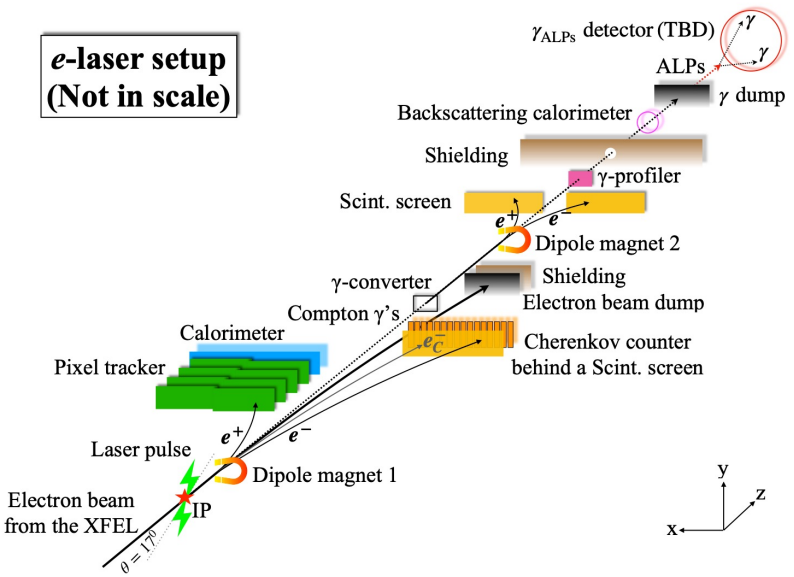 e-laser setup
(Not in scale)
γALPs detector (TBD)
γ
γ
ALPs
γ dump
Backscattering calorimeter
Shielding
γ-profiler
Scint. screen
e+
e−
Dipole magnet 2
γ-converter
Shielding
Compton γ's
Electron beam dump
Calorimeter
e−C
Cherenkov counter
behind a Scint. screen
Pixel tracker
e+
e−
Laser pulse
Dipole magnet 1
Electron beam
from the XFEL
IP
θ = 17⁰
y
z
x